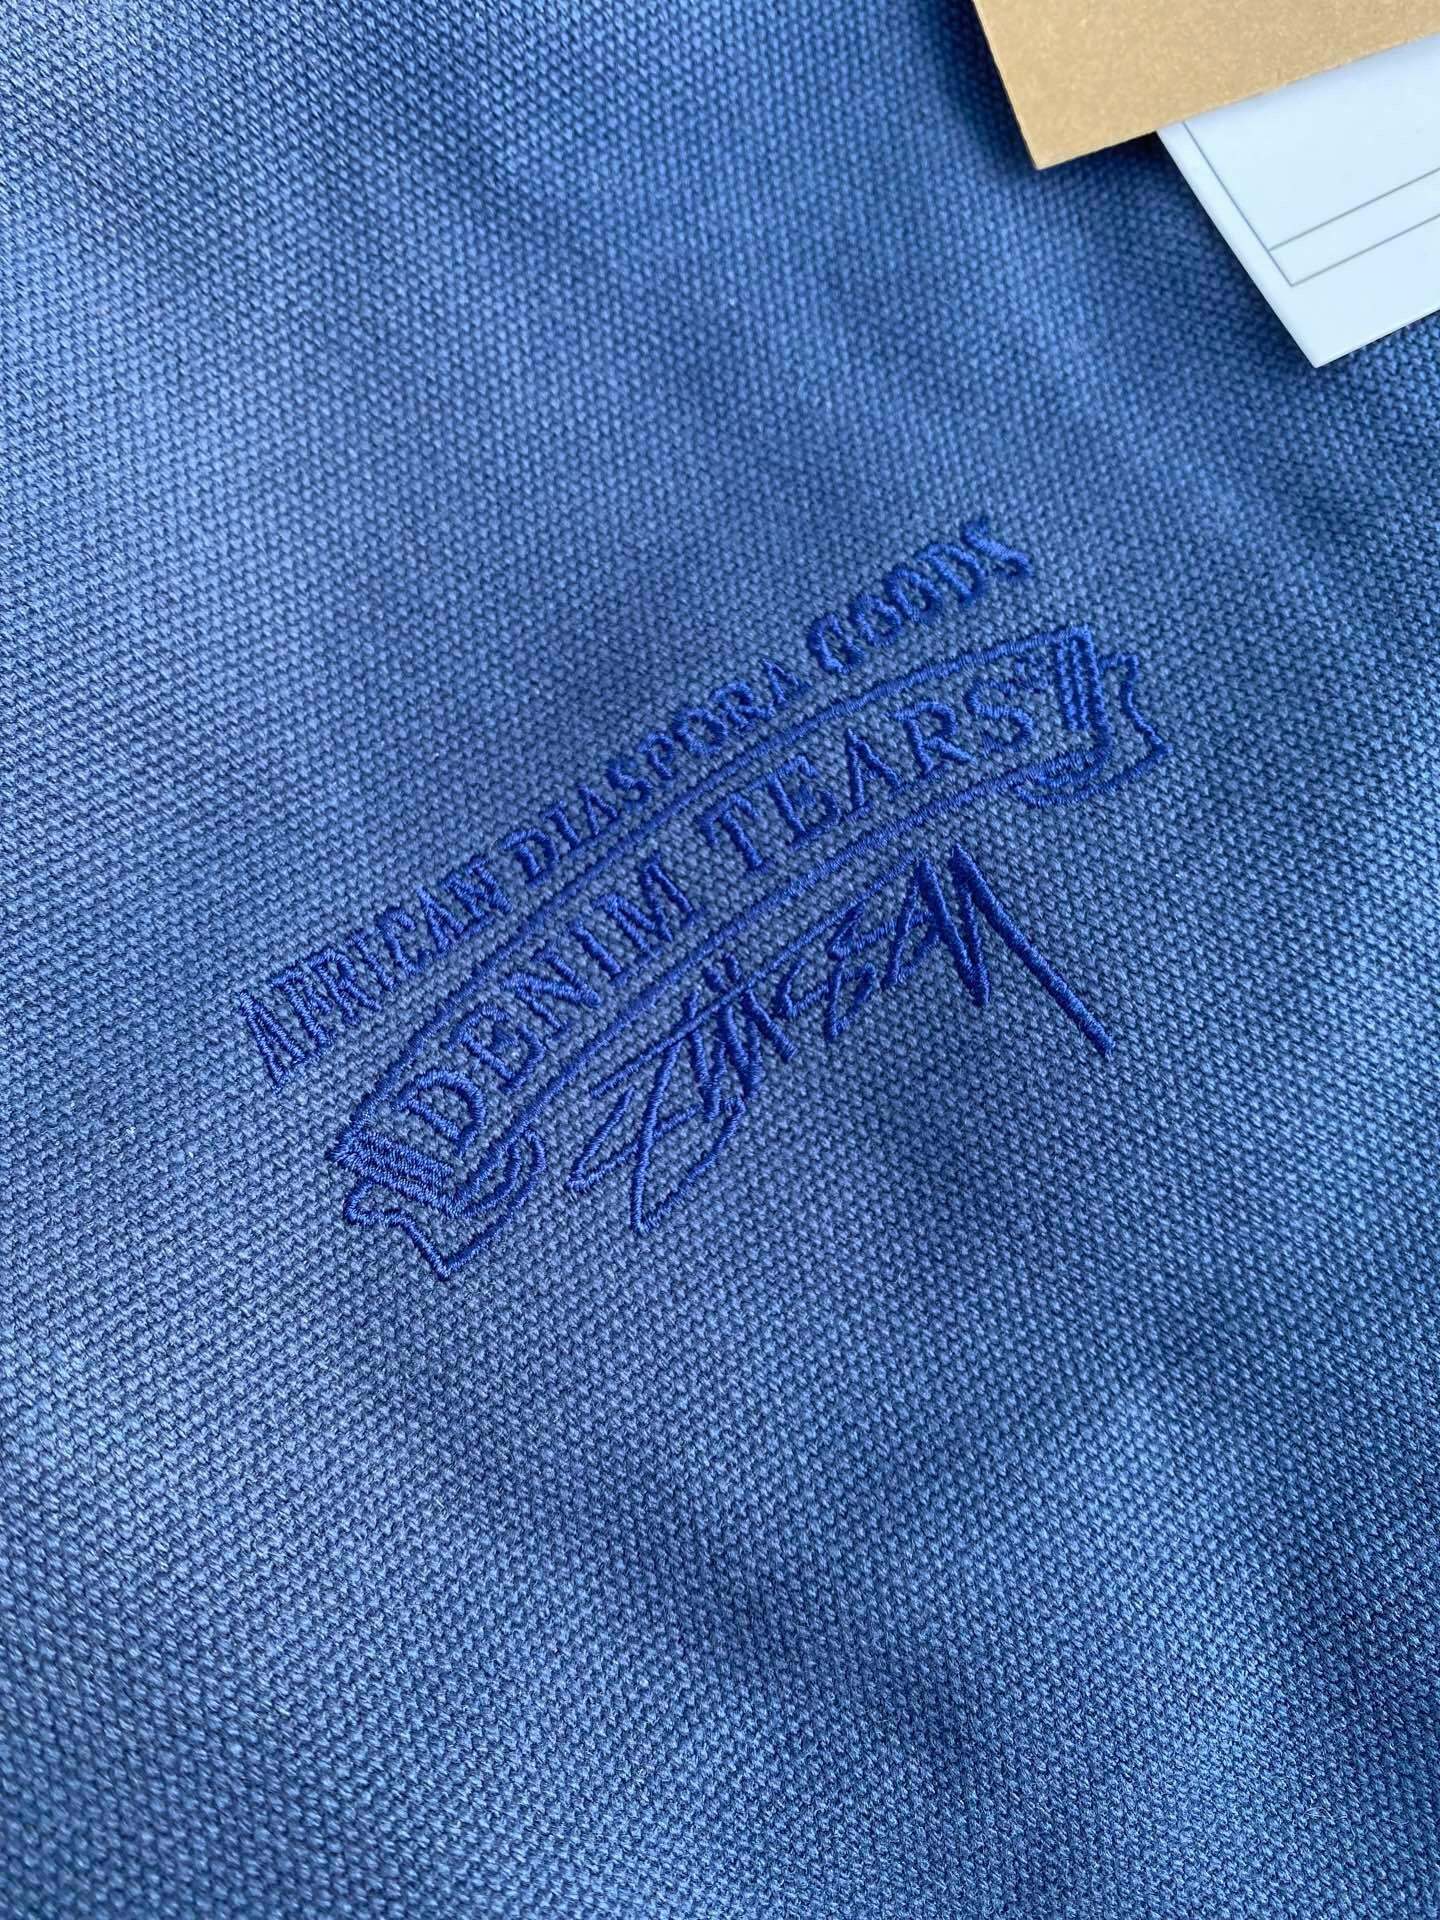 AFRICAN DIASPORA GOODS
DENIM TEARS
STÜSSY